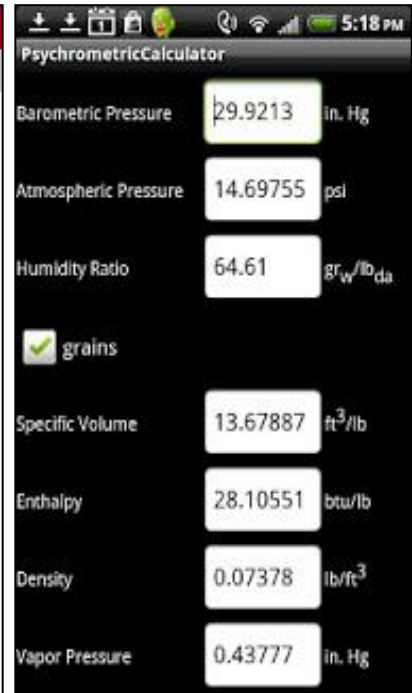 5:18 PM
PsychrometricCalculator
Barometric Pressure 29.9213 in. Hg
Atmospheric Pressure 14.69755 psi
Humidity Ratio 64.61 gr_w/lb_da
grains
Specific Volume 13.67887 ft³/lb
Enthalpy 28.10551 btu/lb
Density 0.07378 lb/ft³
Vapor Pressure 0.43777 in. Hg